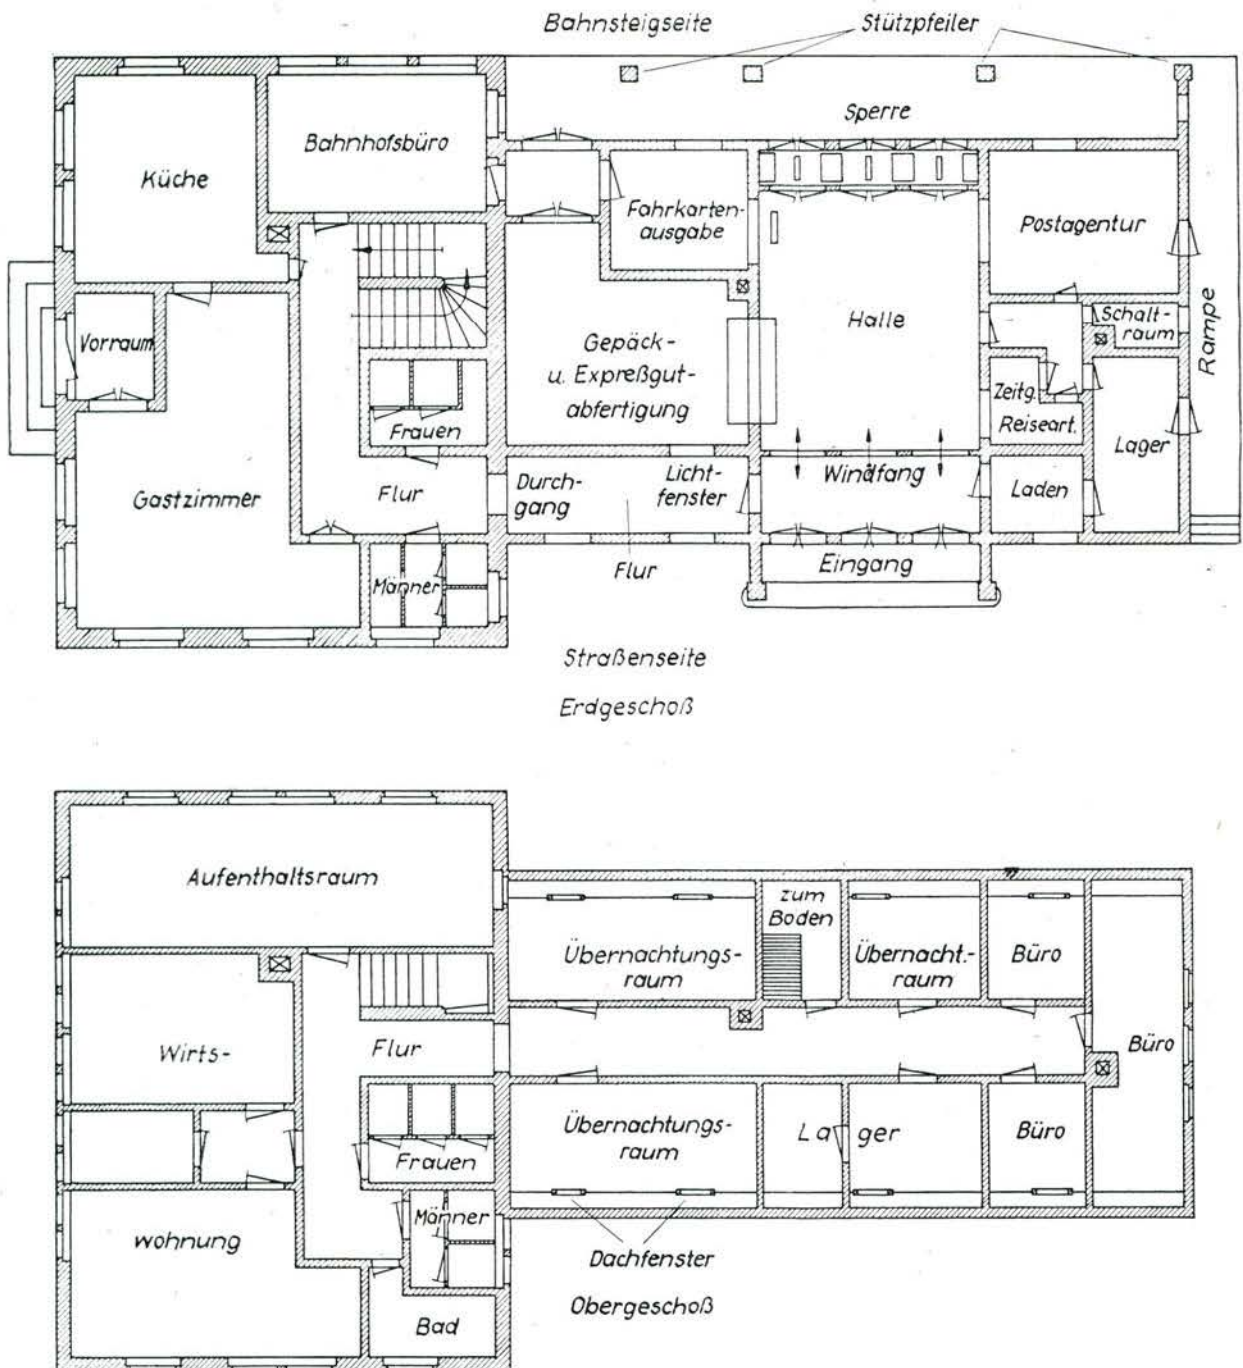 Bahnsteigseite
Stützpfeiler
Sperre
Küche
Bahnhofsbüro
Fahrkarten-
ausgabe
Postagentur
Vorraum
Gepäck-
u. Expreßgut-
abfertigung
Halle
Schalt-
raum
Rampe
Zeitg.
Reiseart.
Frauen
Lager
Gastzimmer
Flur
Durch-
gang
Licht-
fenster
Windfang
Laden
Männer
Flur
Eingang
Straßenseite
Erdgeschoß
Aufenthaltsraum
zum
Boden
Übernachtungs-
raum
Übernacht.-
raum
Büro
Wirts-
Flur
Büro
Übernachtungs-
raum
Lager
Büro
Frauen
Männer
wohnung
Dachfenster
Obergeschoß
Bad